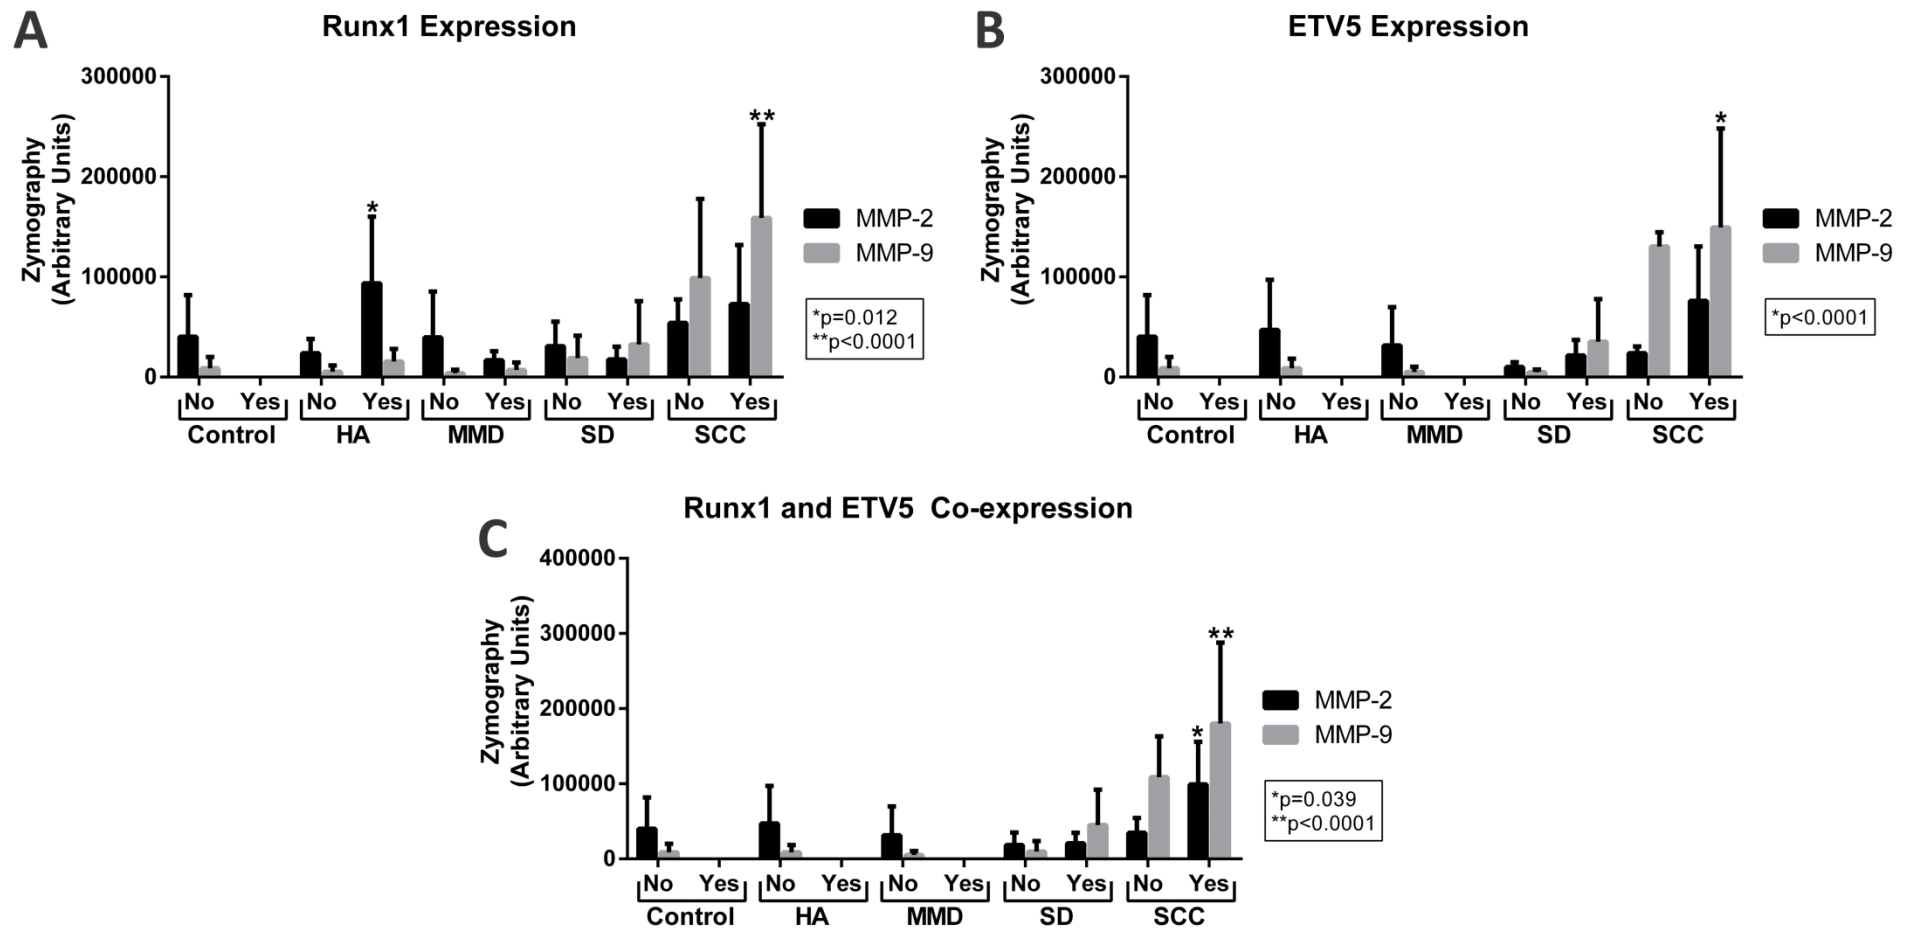 A
Runx1 Expression
Zymography
(Arbitrary Units)
300000
200000
100000
0
*
**
No Yes No Yes No Yes No Yes No Yes
Control HA MMD SD SCC
MMP-2
MMP-9
*p=0.012
**p<0.0001
B
ETV5 Expression
Zymography
(Arbitrary Units)
300000
200000
100000
0
*
No Yes No Yes No Yes No Yes No Yes
Control HA MMD SD SCC
MMP-2
MMP-9
*p<0.0001
C
Runx1 and ETV5 Co-expression
Zymography
(Arbitrary Units)
400000
300000
200000
100000
0
*
**
No Yes No Yes No Yes No Yes No Yes
Control HA MMD SD SCC
MMP-2
MMP-9
*p=0.039
**p<0.0001